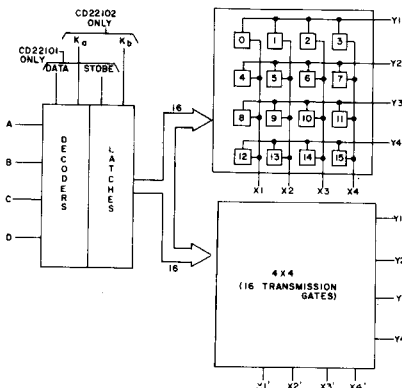 CD22102
ONLY
CD22101
ONLY
Ka
Kb
DATA
STOBE
A
B
C
D
DECODERS
LATCHES
16
16
0 1 2 3
4 5 6 7
8 9 10 11
12 13 14 15
Y1
Y2
Y3
Y4
X1 X2 X3 X4
4 X 4
(16 TRANSMISSION
GATES)
Y1
Y2
Y4
Y1' X2' X3' X4'